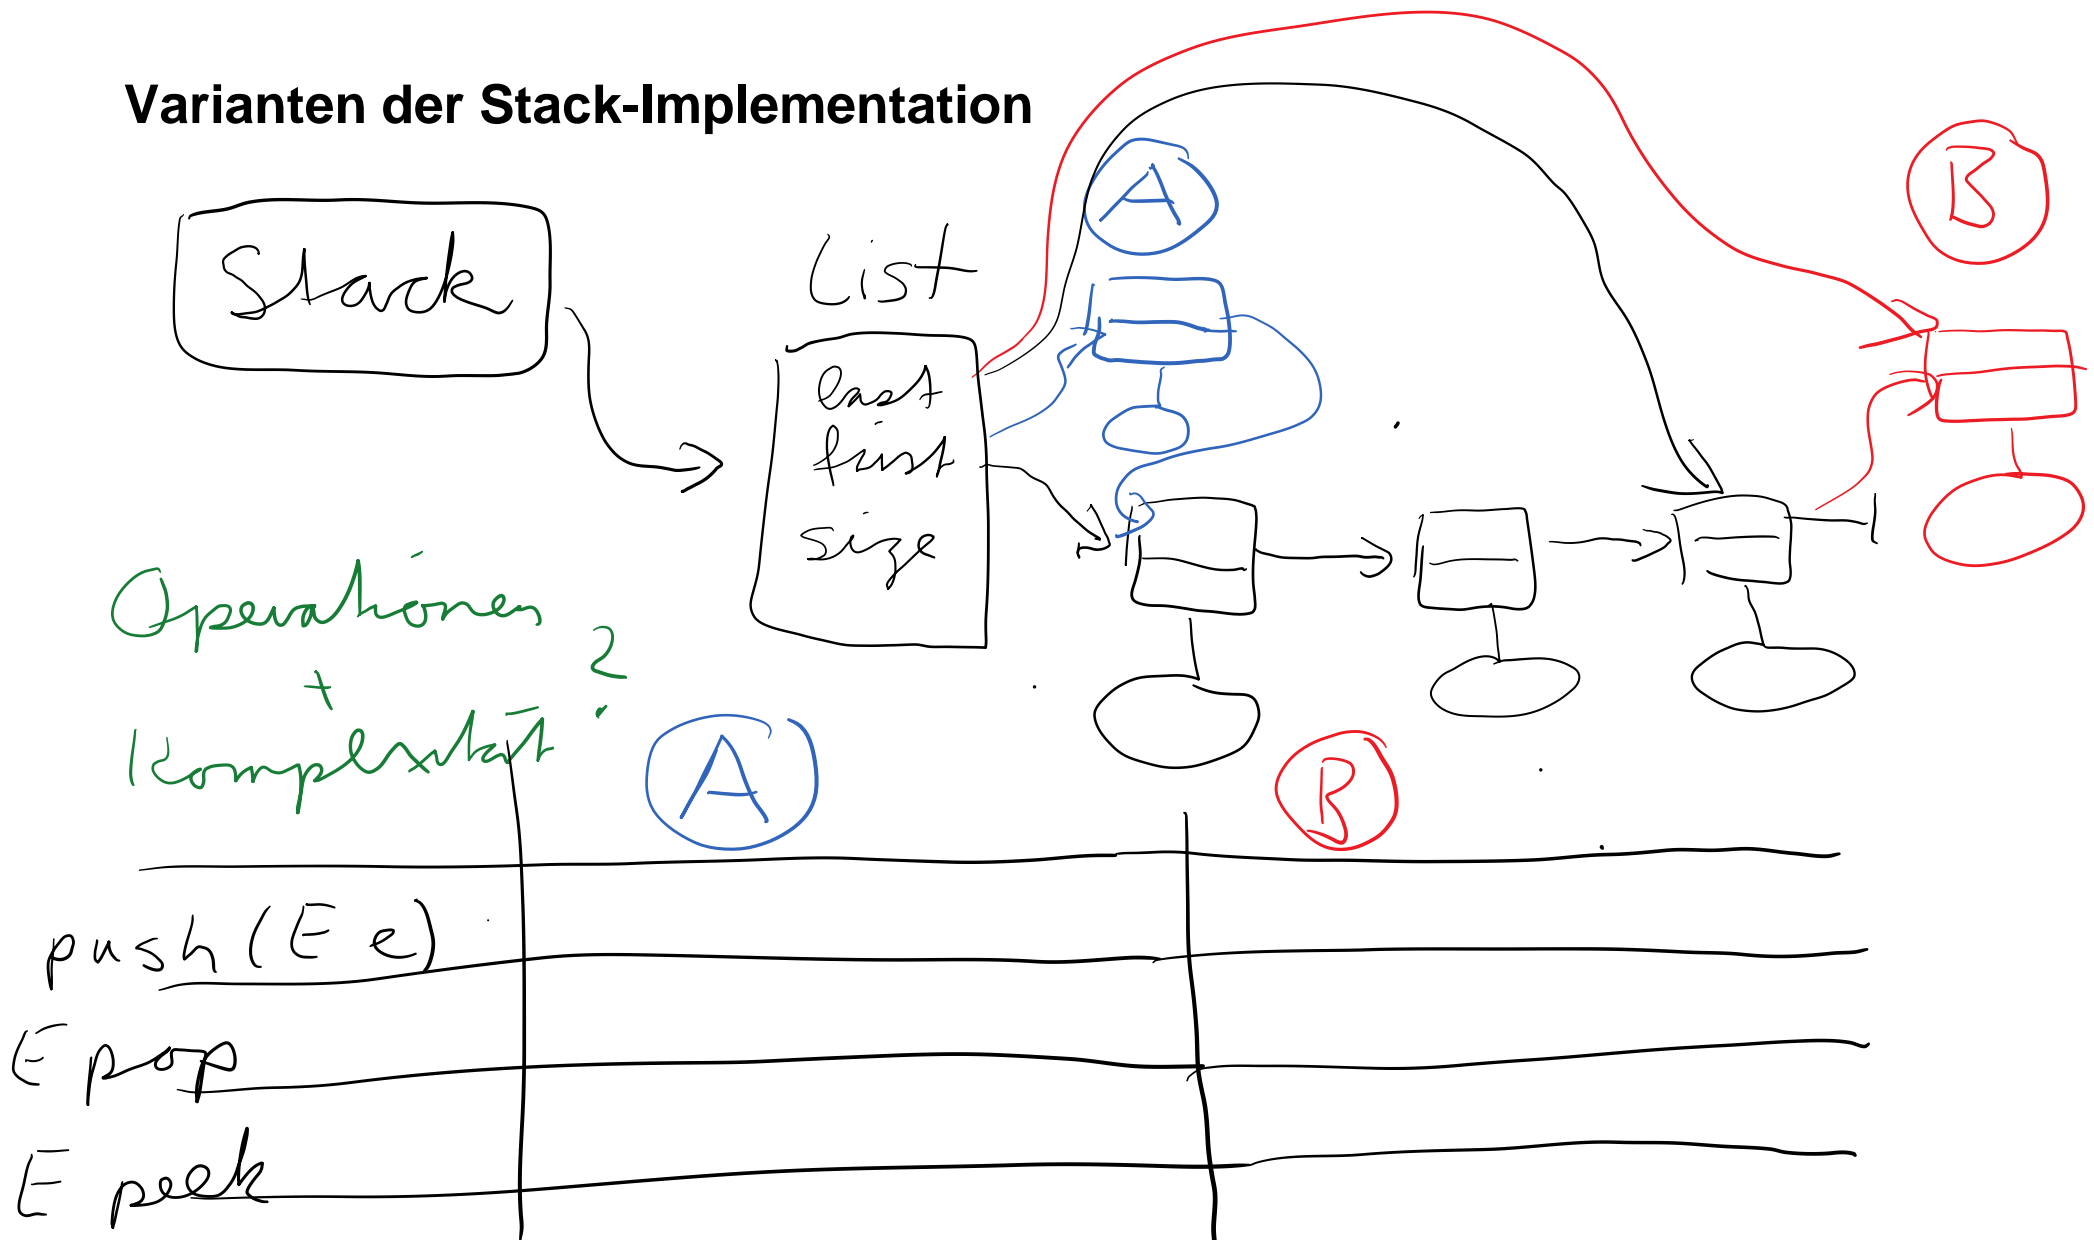 Varianten der Stack-Implementation
A
B
Stack
List
last
first
size
Operationen
+
Komplexität ?
A
B
push(E e)
E pop
E peek